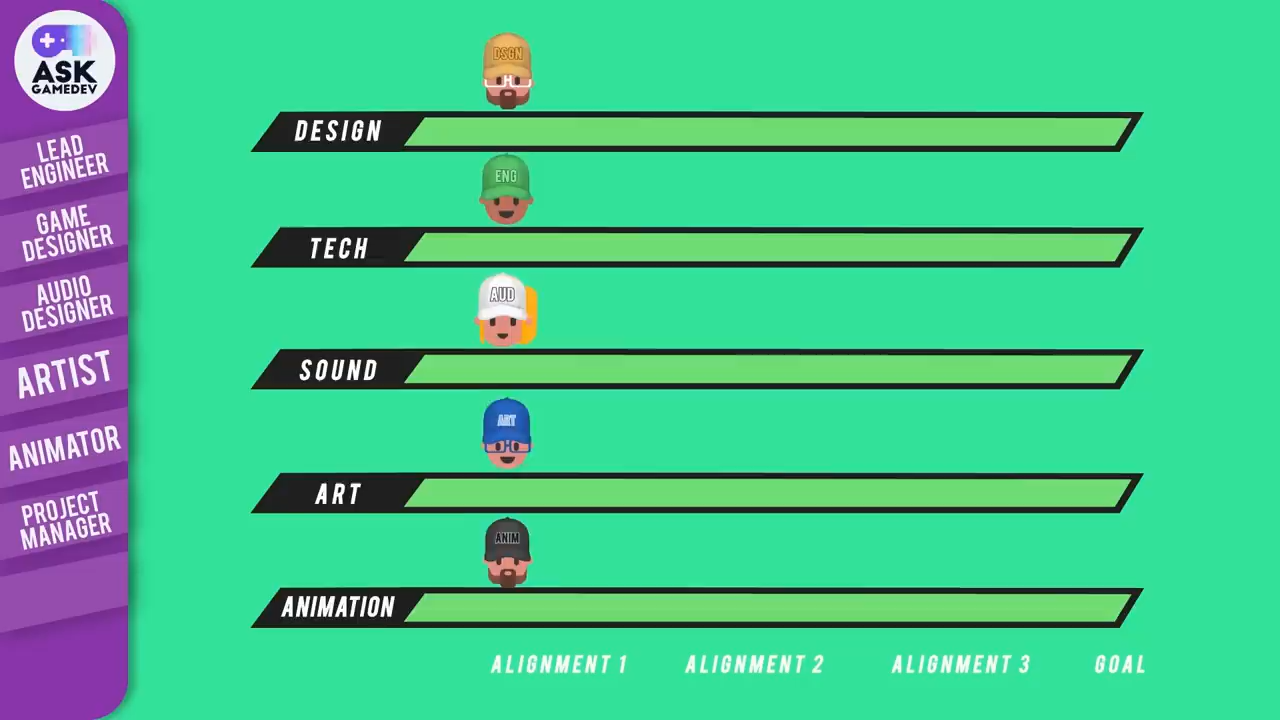 ASK
GAMEDEV
LEAD
ENGINEER
GAME
DESIGNER
AUDIO
DESIGNER
ARTIST
ANIMATOR
PROJECT
MANAGER
DSGN
DESIGN
ENG
TECH
AUD
SOUND
ART
ART
ANIM
ANIMATION
ALIGNMENT 1 ALIGNMENT 2 ALIGNMENT 3 GOAL